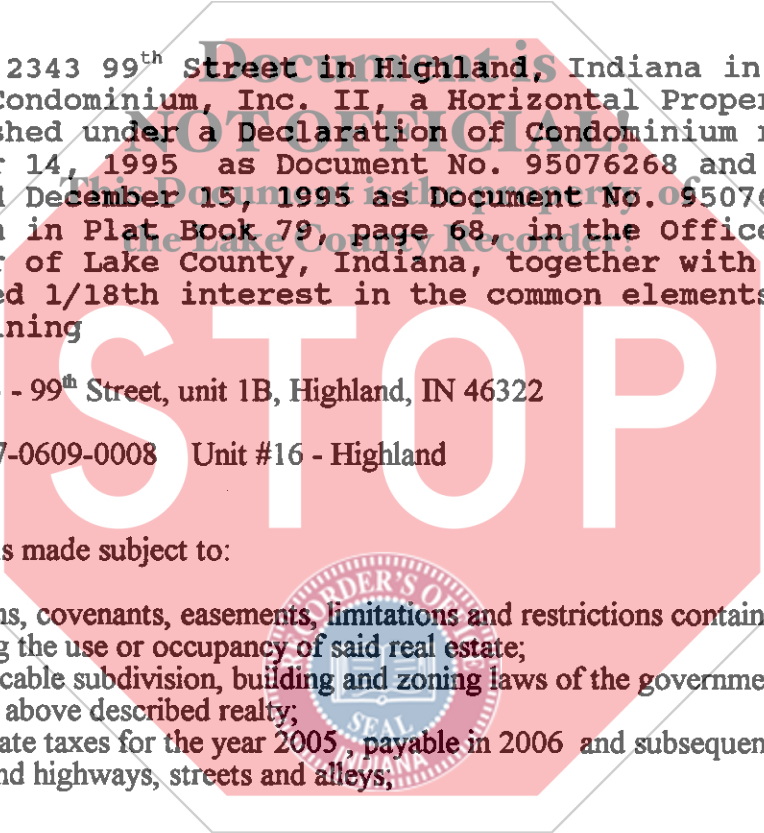 Document is
2343 99th Street in Highland, Indiana in
Condominium, Inc. II, a Horizontal Proper
NOT OFFICIAL!
shed under a Declaration of Condominium r
r 14, 1995 as Document No. 95076268 and
This Document is the property of
d December 15, 1995 as Document No. 95076
n in Plat Book 79, page 68, in the Office
the Lake County Recorder!
r of Lake County, Indiana, together with
ed 1/18th interest in the common elements
ining
STOP
- 99th Street, unit 1B, Highland, IN 46322
7-0609-0008 Unit #16 - Highland
s made subject to:
ns, covenants, easements, limitations and restrictions contain
g the use or occupancy of said real estate;
cable subdivision, building and zoning laws of the governme
above described realty;
ate taxes for the year 2005 , payable in 2006 and subsequen
nd highways, streets and alleys;
RECORDER'S OFFICE
SEAL
INDIANA